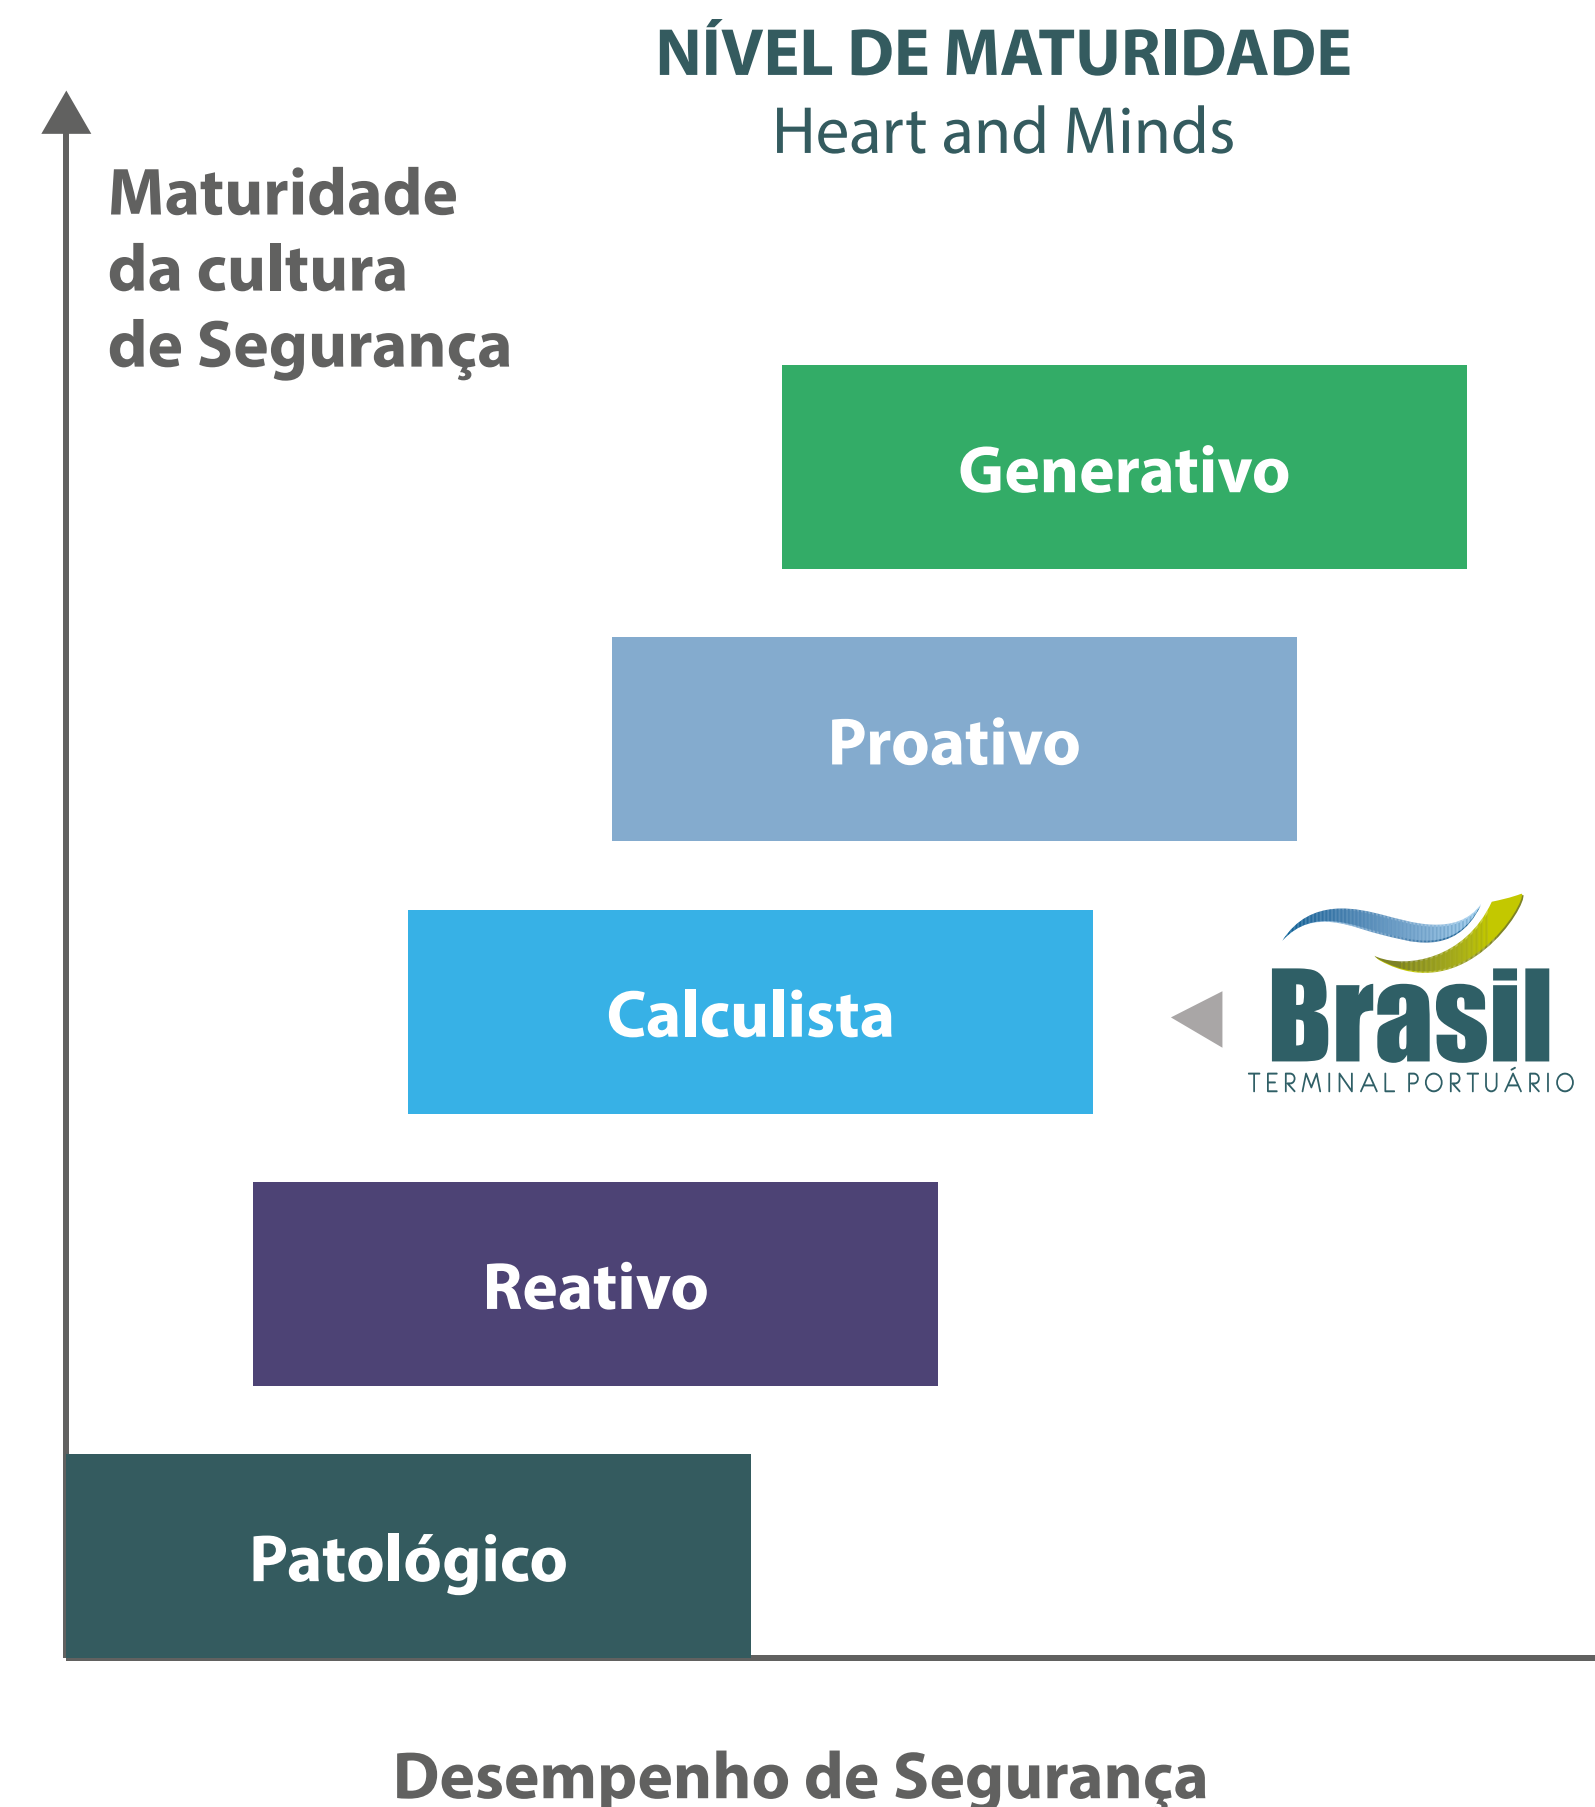 NÍVEL DE MATURIDADE
Heart and Minds
Maturidade
da cultura
de Segurança
Generativo
Proativo
Calculista
Brasil
TERMINAL PORTUÁRIO
Reativo
Patológico
Desempenho de Segurança